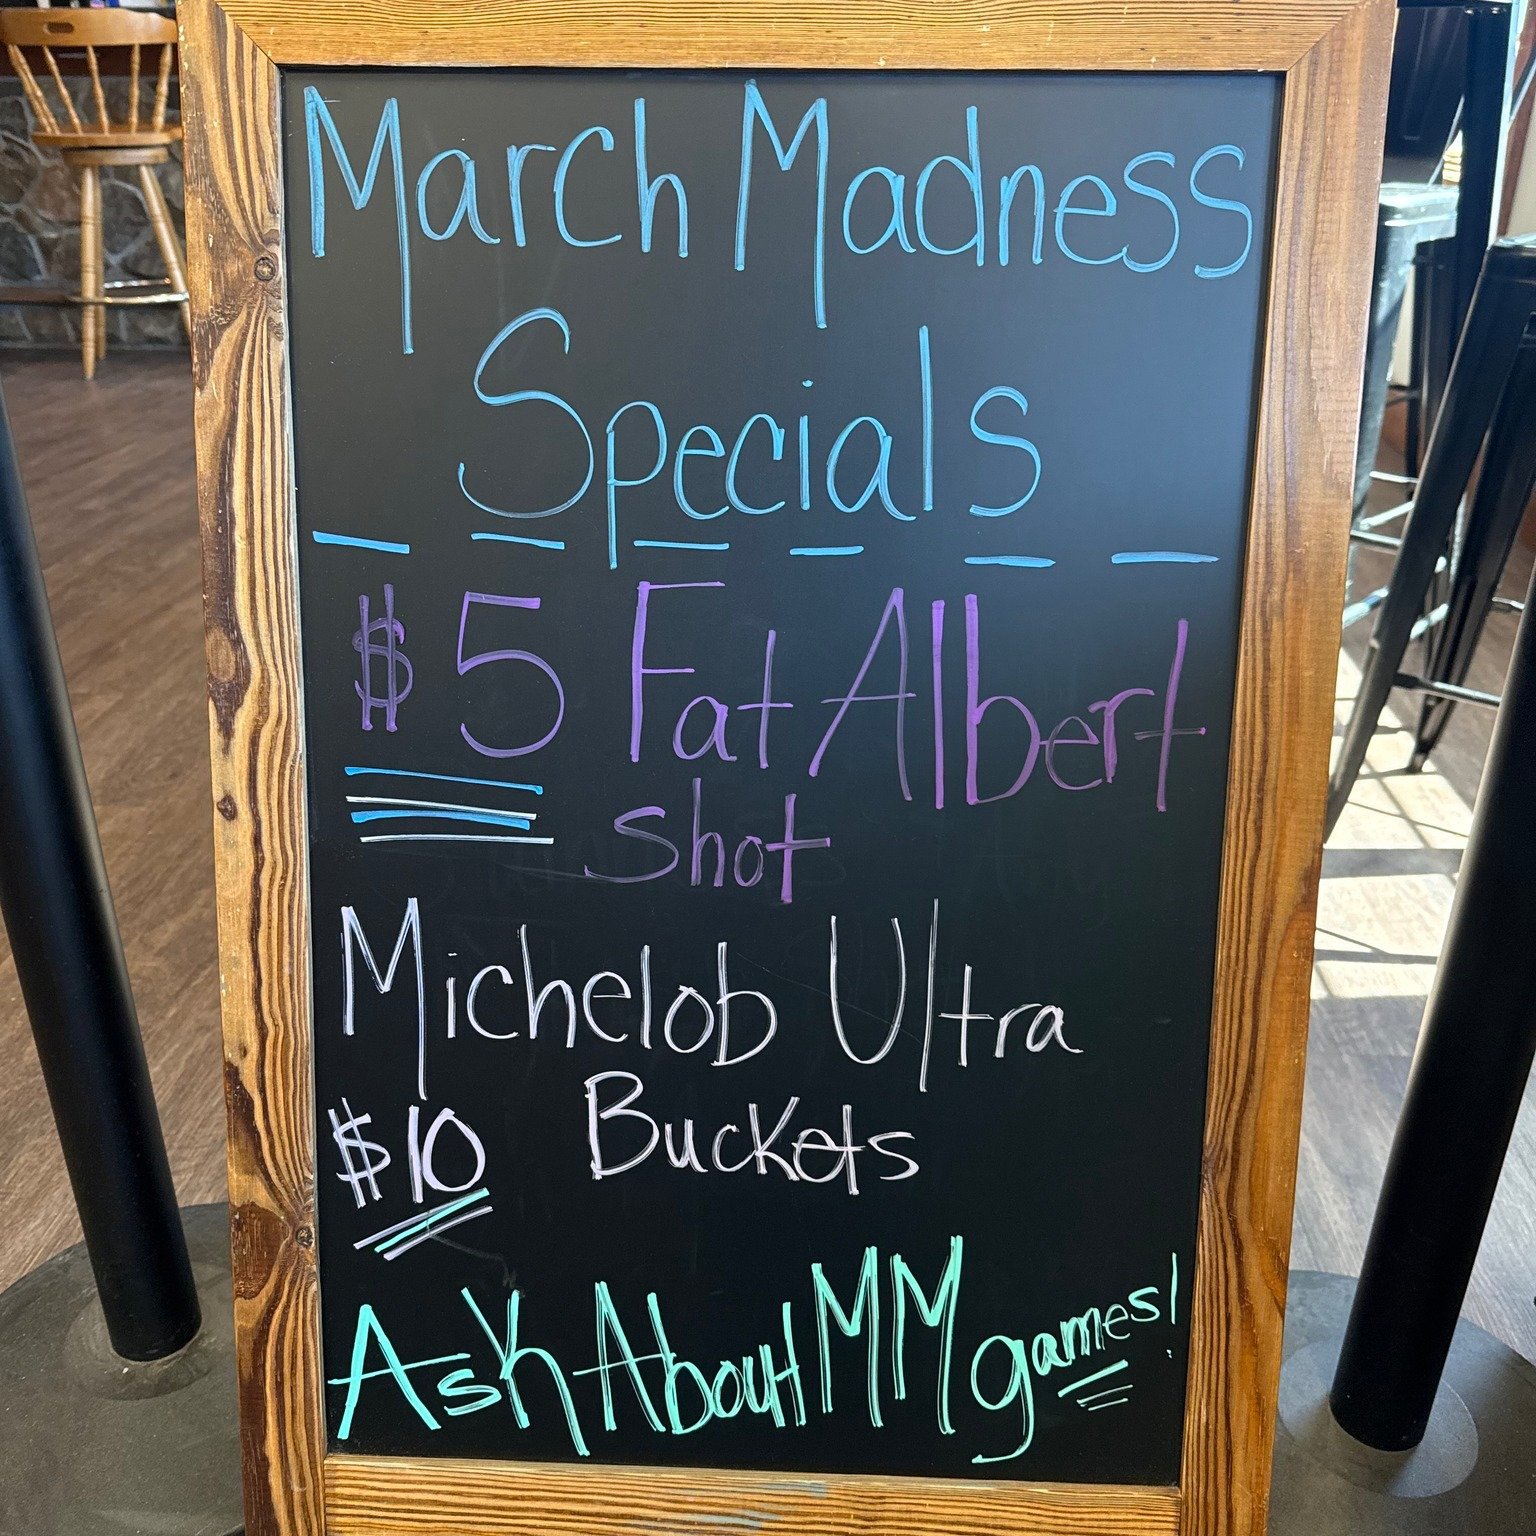 March Madness
Specials
$5 Fat Albert
Shot
Michelob Ultra
$10 Buckets
Ask About MM games!